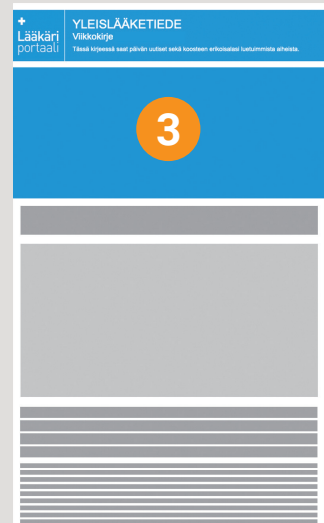 Lääkäri
portaali
YLEISLÄÄKETIEDE
Viikkokirje
Tässä kirjeessä saat päivän uutiset sekä koosteen erikoisalasi luetuimmista aiheista.
3